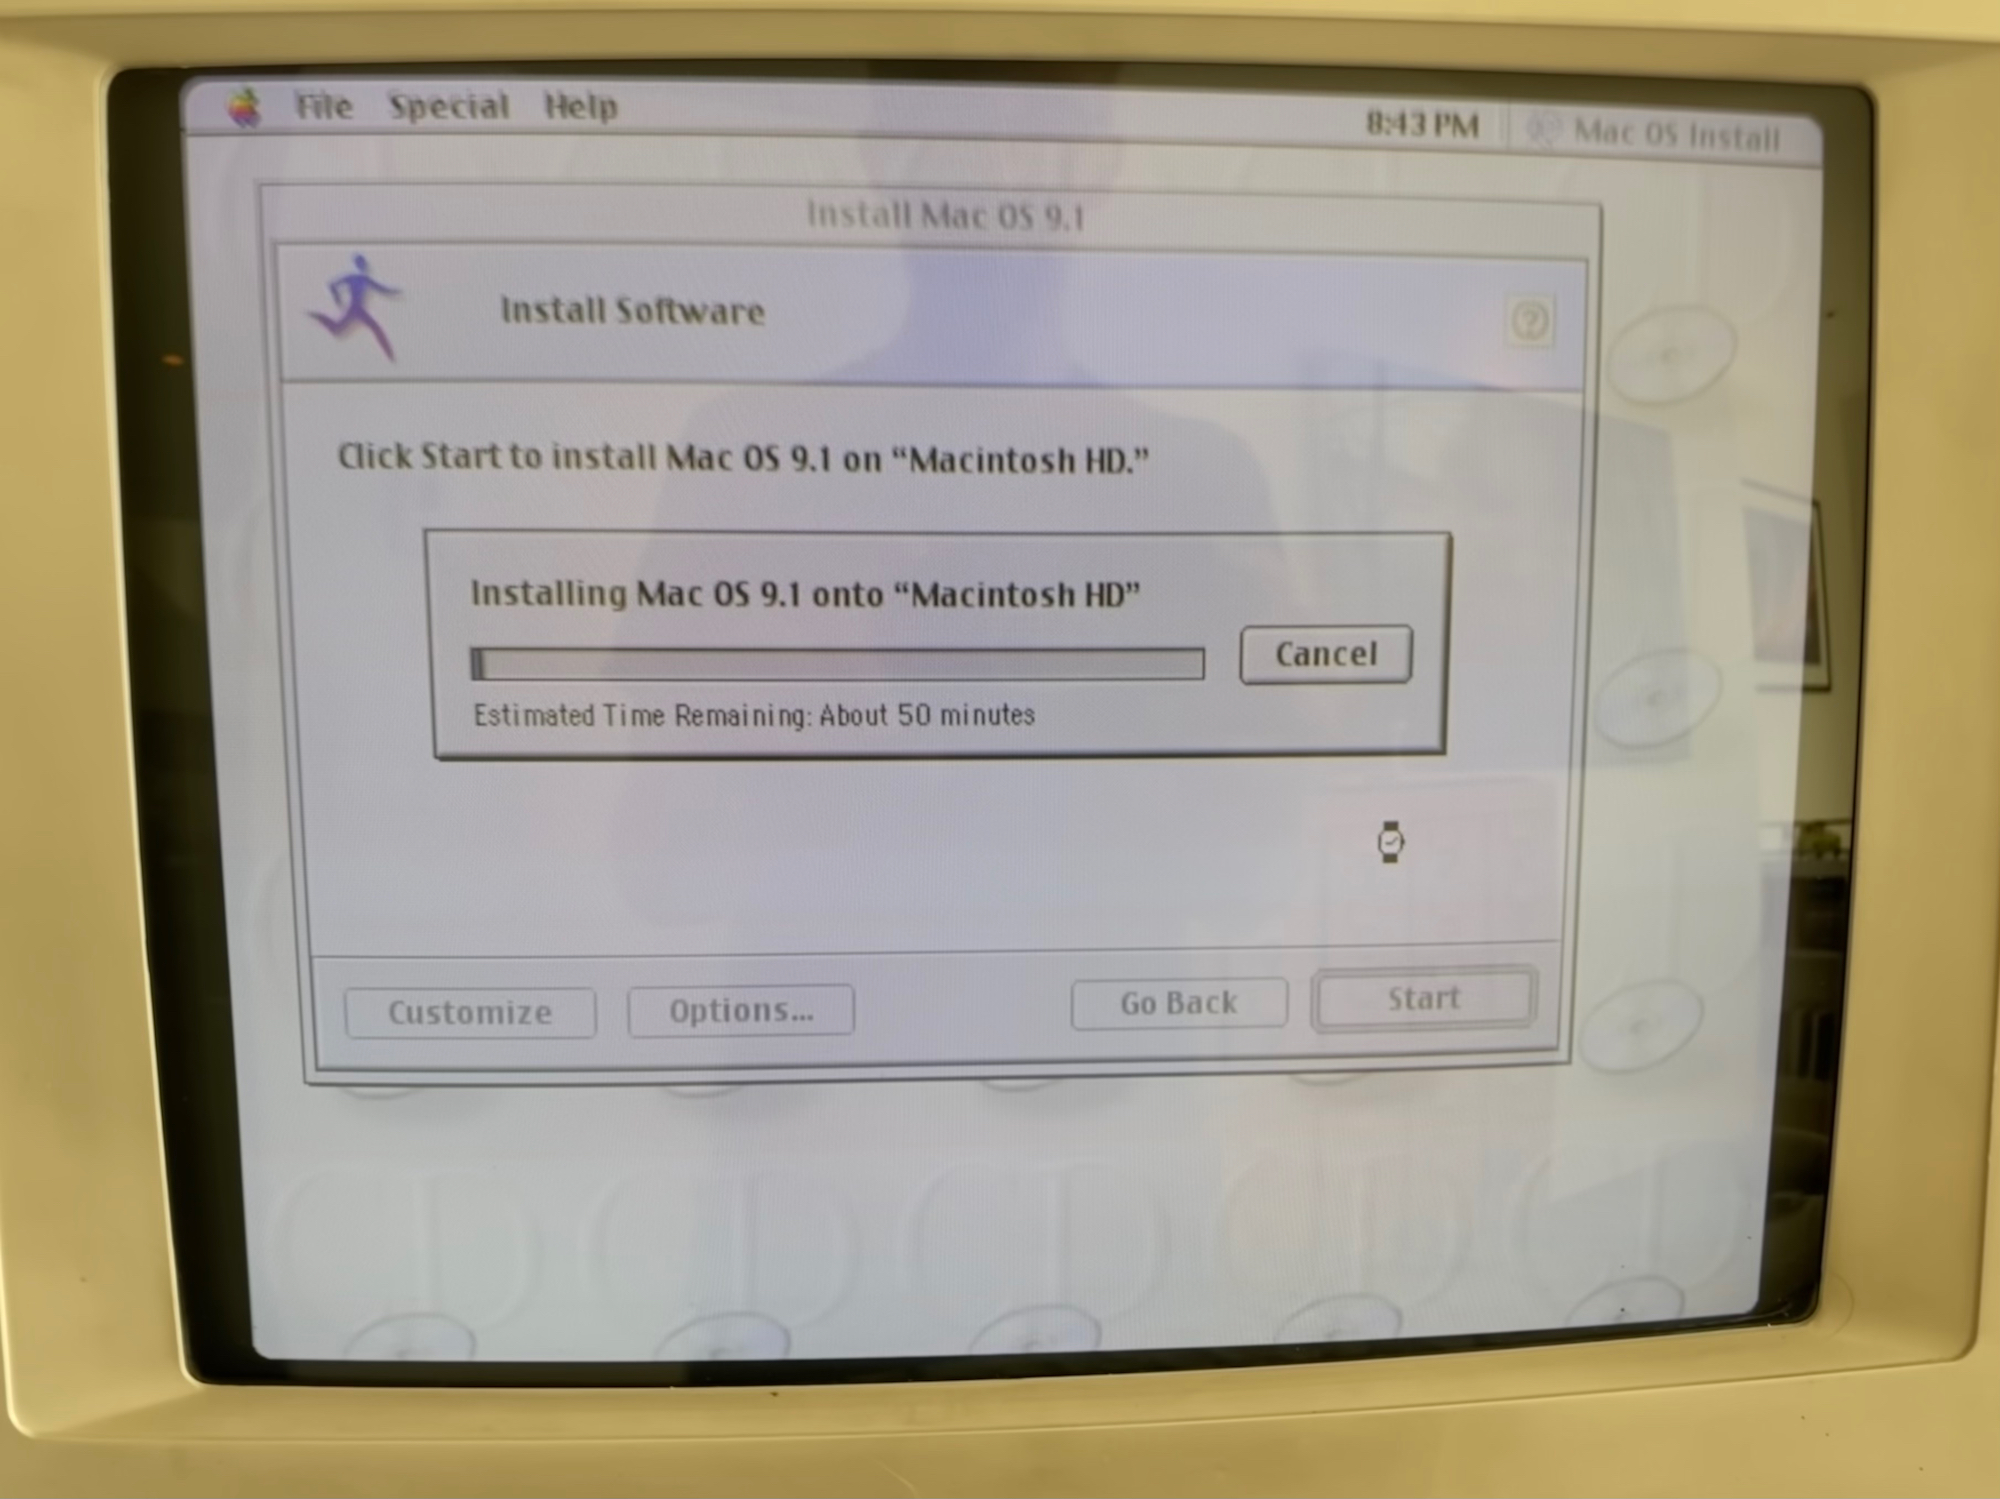 File Special Help 8:43 PM Mac OS Install
Install Mac OS 9.1
Install Software
?
Click Start to install Mac OS 9.1 on “Macintosh HD.”
Installing Mac OS 9.1 onto “Macintosh HD”
Cancel
Estimated Time Remaining: About 50 minutes
Customize Options... Go Back Start